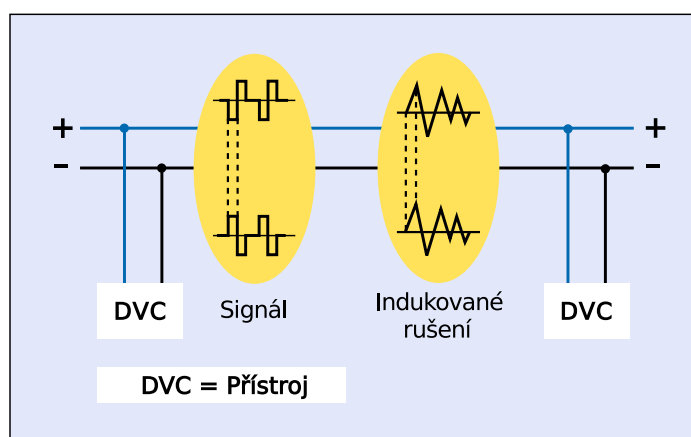 + +
– –
DVC Signál Indukované rušení DVC
DVC = Přístroj